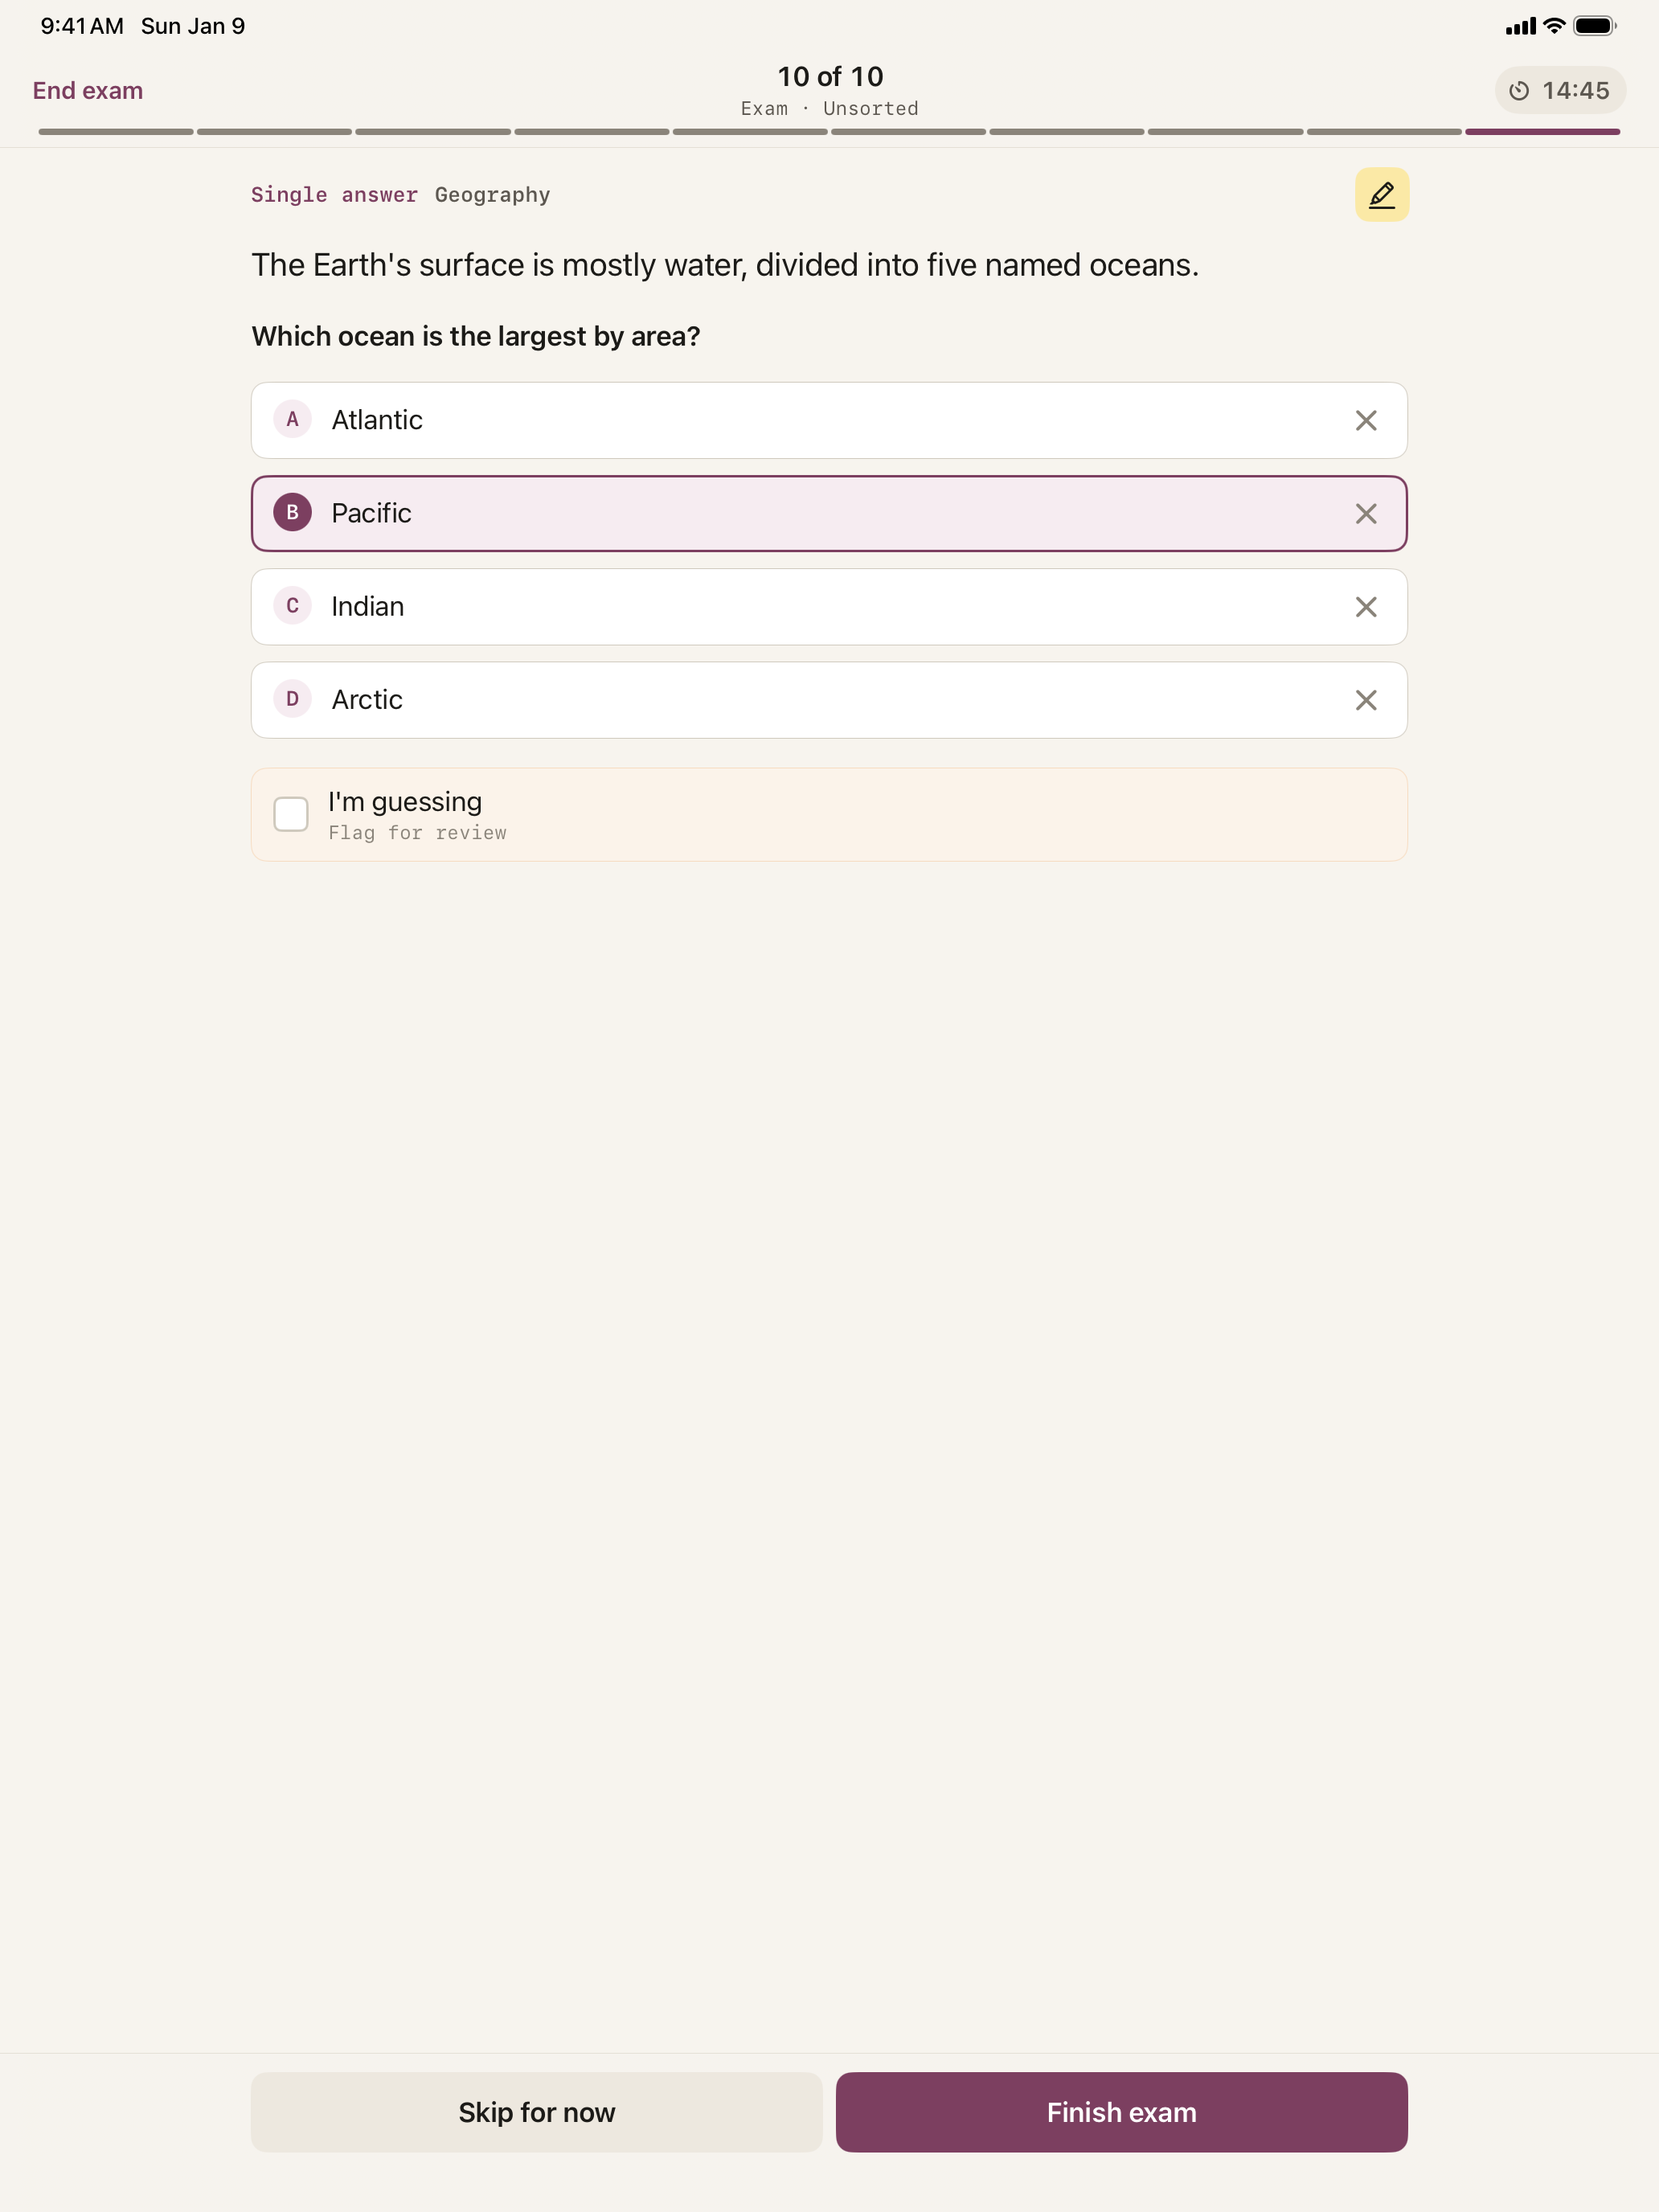 9:41 AM Sun Jan 9
End exam
10 of 10
Exam · Unsorted
14:45
Single answer Geography
The Earth's surface is mostly water, divided into five named oceans.
Which ocean is the largest by area?
A Atlantic
B Pacific
C Indian
D Arctic
I'm guessing
Flag for review
Skip for now
Finish exam